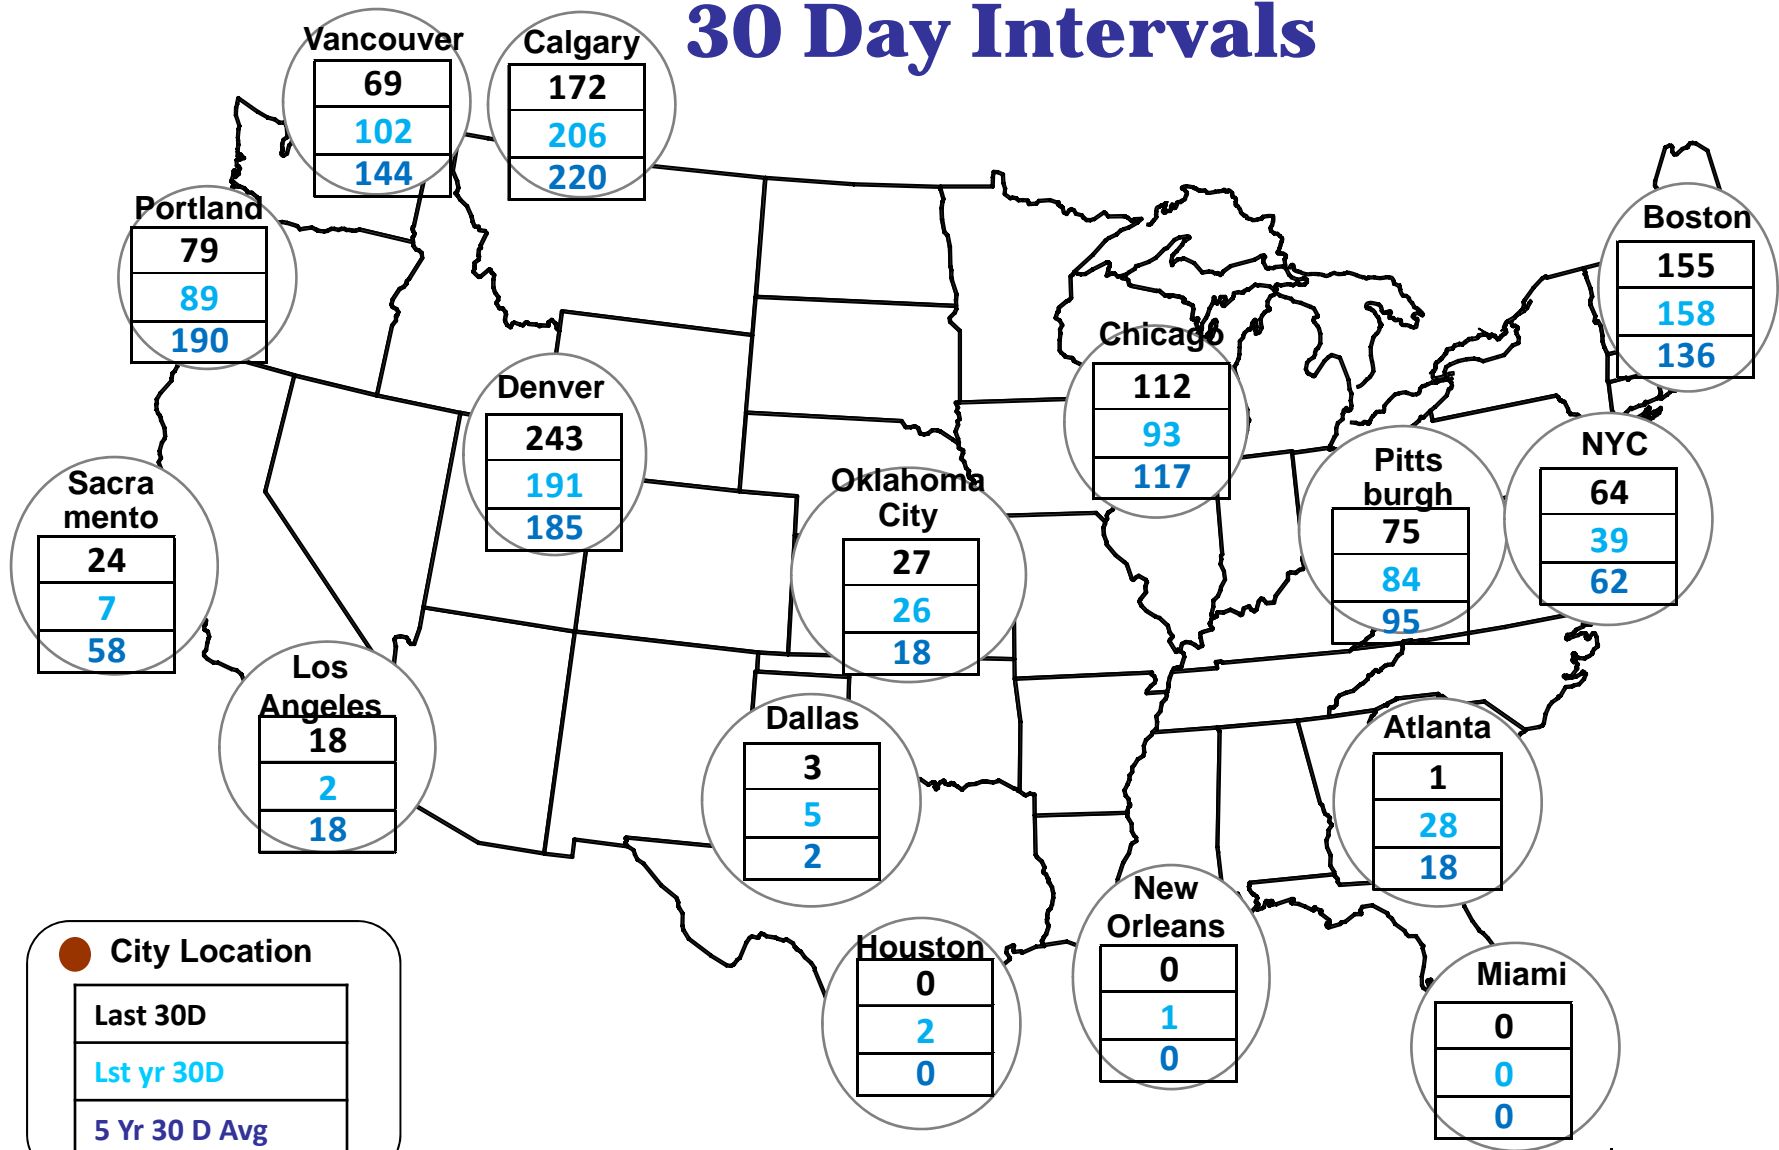 30 Day Intervals
Vancouver
69
102
144
Calgary
172
206
220
Portland
79
89
190
Boston
155
158
136
Chicago
112
93
117
Denver
243
191
185
NYC
64
39
62
Pitts
burgh
75
84
95
Sacra
mento
24
7
58
Oklahoma
City
27
26
18
Los
Angeles
18
2
18
Dallas
3
5
2
Atlanta
1
28
18
New
Orleans
0
1
0
Houston
0
2
0
Miami
0
0
0
City Location
Last 30D
Lst yr 30D
5 Yr 30 D Avg